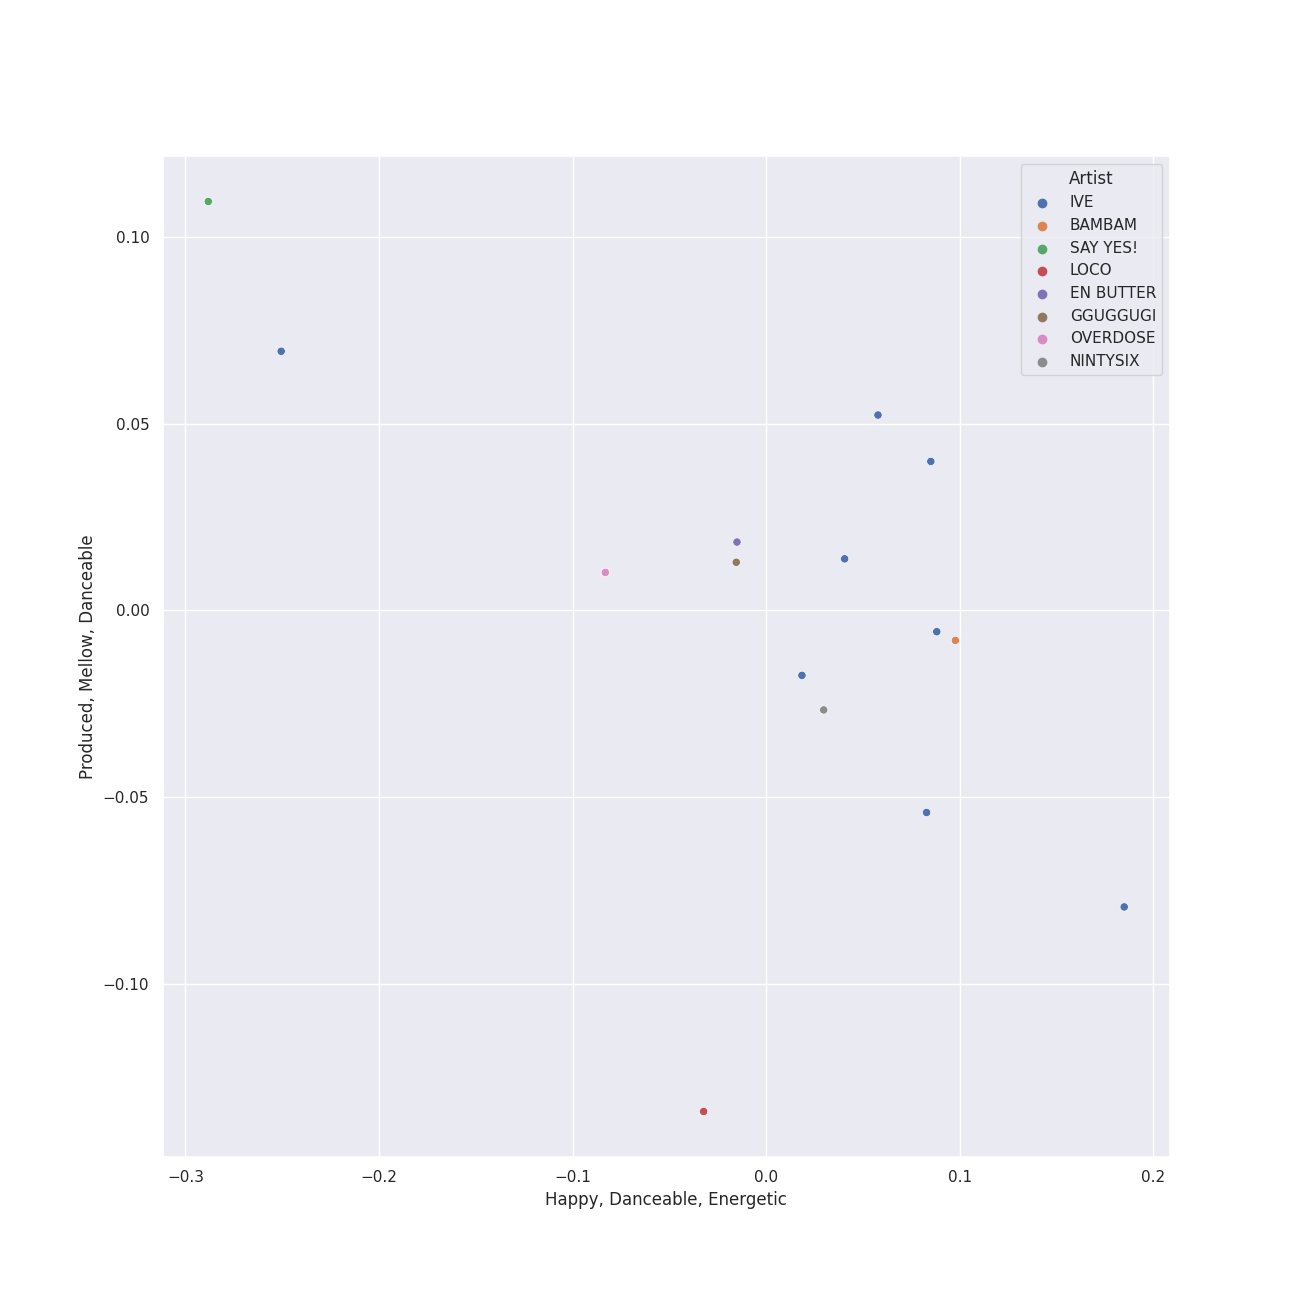 Artist
IVE
BAMBAM
SAY YES!
LOCO
EN BUTTER
GGUGGUGI
OVERDOSE
NINTYSIX
0.10
0.05
0.00
−0.05
−0.10
Produced, Mellow, Danceable
−0.3 −0.2 −0.1 0.0 0.1 0.2
Happy, Danceable, Energetic